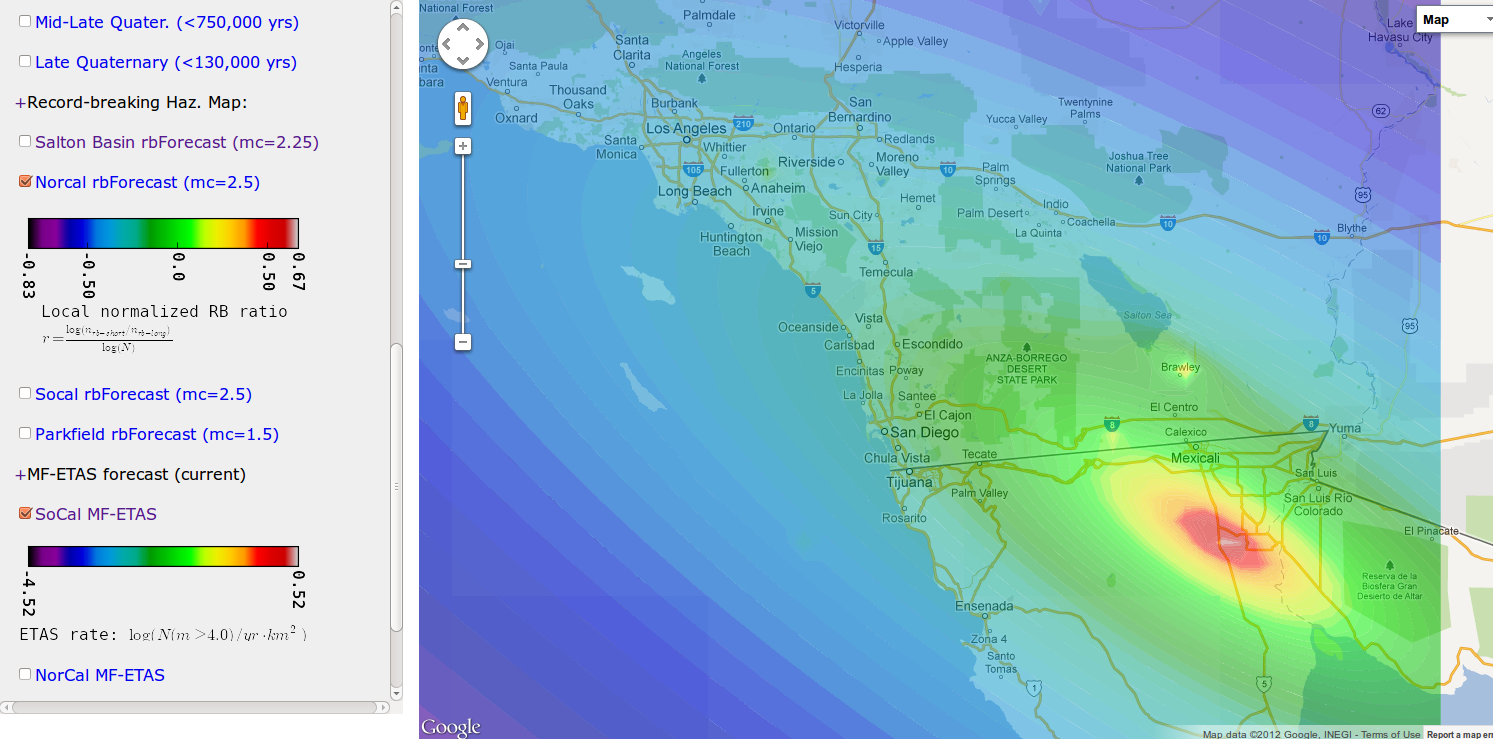 Mid-Late Quater. (<750,000 yrs)
Late Quaternary (<130,000 yrs)
+Record-breaking Haz. Map:
Salton Basin rbForecast (mc=2.25)
Norcal rbForecast (mc=2.5)
-0.83 -0.50 0.0 0.50 0.67
Local normalized RB ratio
r = log(n_rb-short/n_rb-long) / log(N)
Socal rbForecast (mc=2.5)
Parkfield rbForecast (mc=1.5)
+MF-ETAS forecast (current)
SoCal MF-ETAS
-4.52 0.52
ETAS rate: log(N(m ≥4.0)/yr·km²)
NorCal MF-ETAS
National Forest
Palmdale
Victorville
Lake
Havasu City
Map
Apple Valley
Ojai
Santa
Clarita
Angeles
National Forest
Hesperia
Santa Paula
Ventura
Thousand
Oaks
Oxnard
Burbank
San
Bernardino
Twentynine
Palms
Yucca Valley
62
Los Angeles
210
Ontario
Redlands
Santa
Monica
Whittier
Riverside
Moreno
Valley
Joshua Tree
National Park
105
Fullerton
10
Palm
Springs
Long Beach
Anaheim
95
Irvine
Sun City
Hemet
Palm Desert
Indio
Coachella
10
La Quinta
10
Blythe
Huntington
Beach
Mission
Viejo
15
Temecula
5
Salton Sea
95
Oceanside
Vista
Carlsbad
Escondido
Encinitas
Poway
ANZA-BORREGO
DESERT
STATE PARK
Brawley
La Jolla
Santee
El Cajon
El Centro
San Diego
8
Calexico
8
Yuma
Chula Vista
Tecate
Mexicali
Tijuana
Palm Valley
San Luis
San Luis Rio
Colorado
Rosarito
El Pinacate
Reserva de la
Biosfera Gran
Desierto de Altar
Ensenada
Zona 4
Santo
Tomas
1
5
Google
Map data ©2012 Google, INEGI - Terms of Use
Report a map er